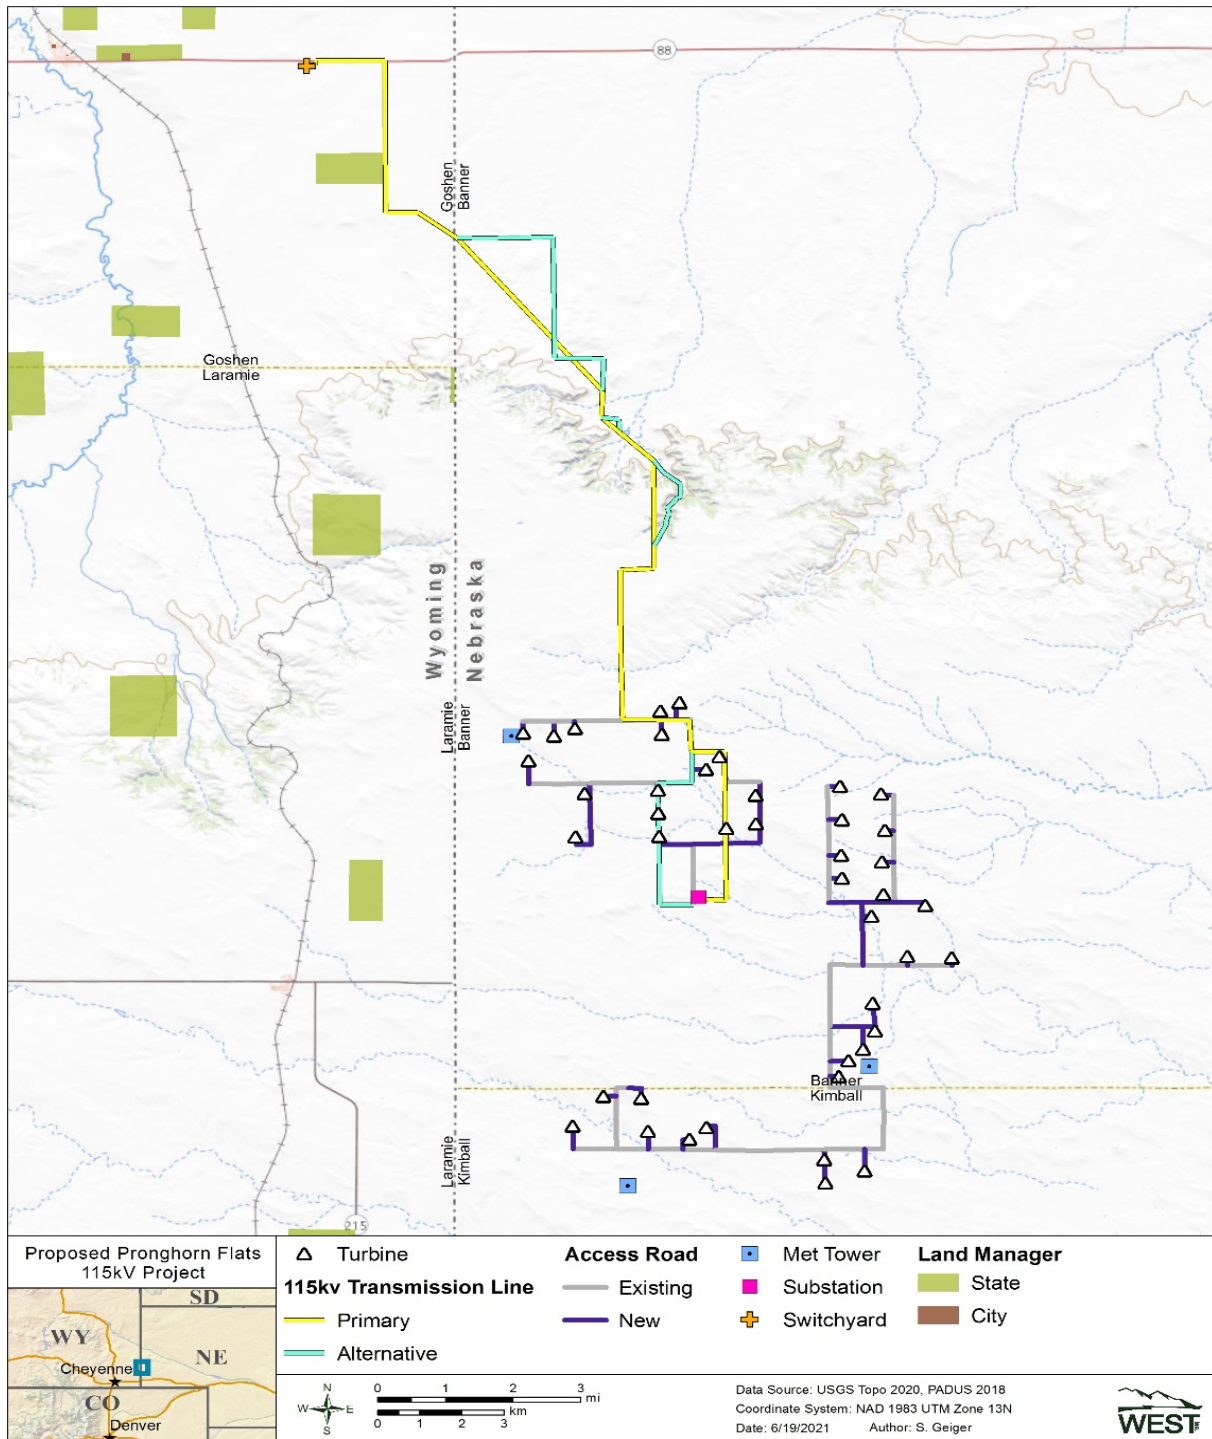 88
Goshen
Banner
Goshen
Laramie
Wyoming
Nebraska
Laramie
Banner
Banner
Kimball
Laramie
Kimball
215
Proposed Pronghorn Flats
115kV Project
SD
WY
NE
Cheyenne
CO
Denver
Turbine
115kv Transmission Line
Primary
Alternative
Access Road
Existing
New
Met Tower
Substation
Switchyard
Land Manager
State
City
N
W E
S
0 1 2 3
mi
km
0 1 2 3
Data Source: USGS Topo 2020, PADUS 2018
Coordinate System: NAD 1983 UTM Zone 13N
Date: 6/19/2021 Author: S. Geiger
WEST